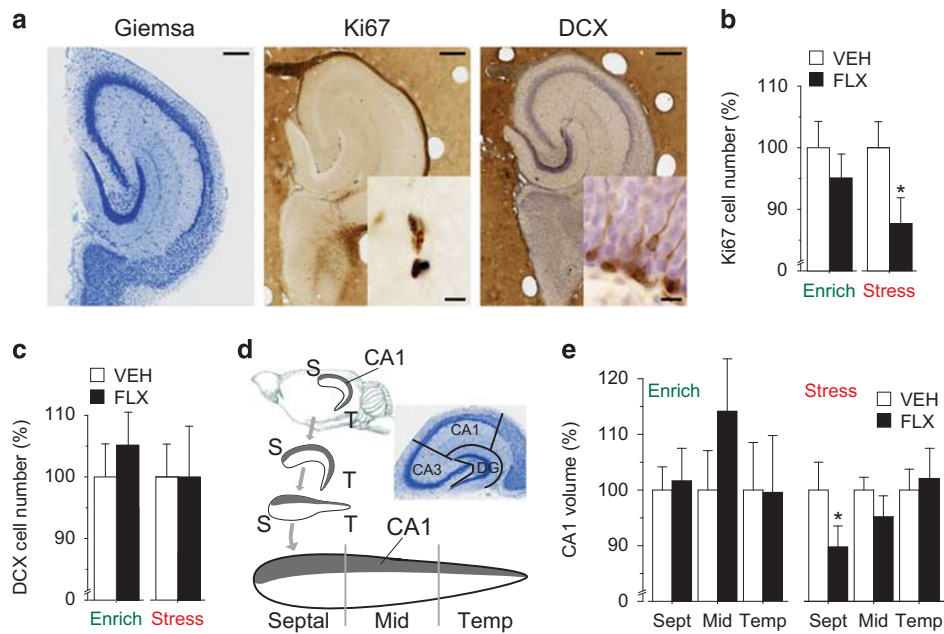 a
Giemsa
Ki67
DCX
b
VEH
FLX
Ki67 cell number (%)
110
100
90
0
*
Enrich
Stress
c
VEH
FLX
DCX cell number (%)
110
100
90
0
Enrich
Stress
d
S
CA1
T
S
T
S
T
CA1
CA3
DG
CA1
Septal
Mid
Temp
e
Enrich
Stress
VEH
FLX
CA1 volume (%)
120
110
100
90
0
*
Sept
Mid
Temp
Sept
Mid
Temp